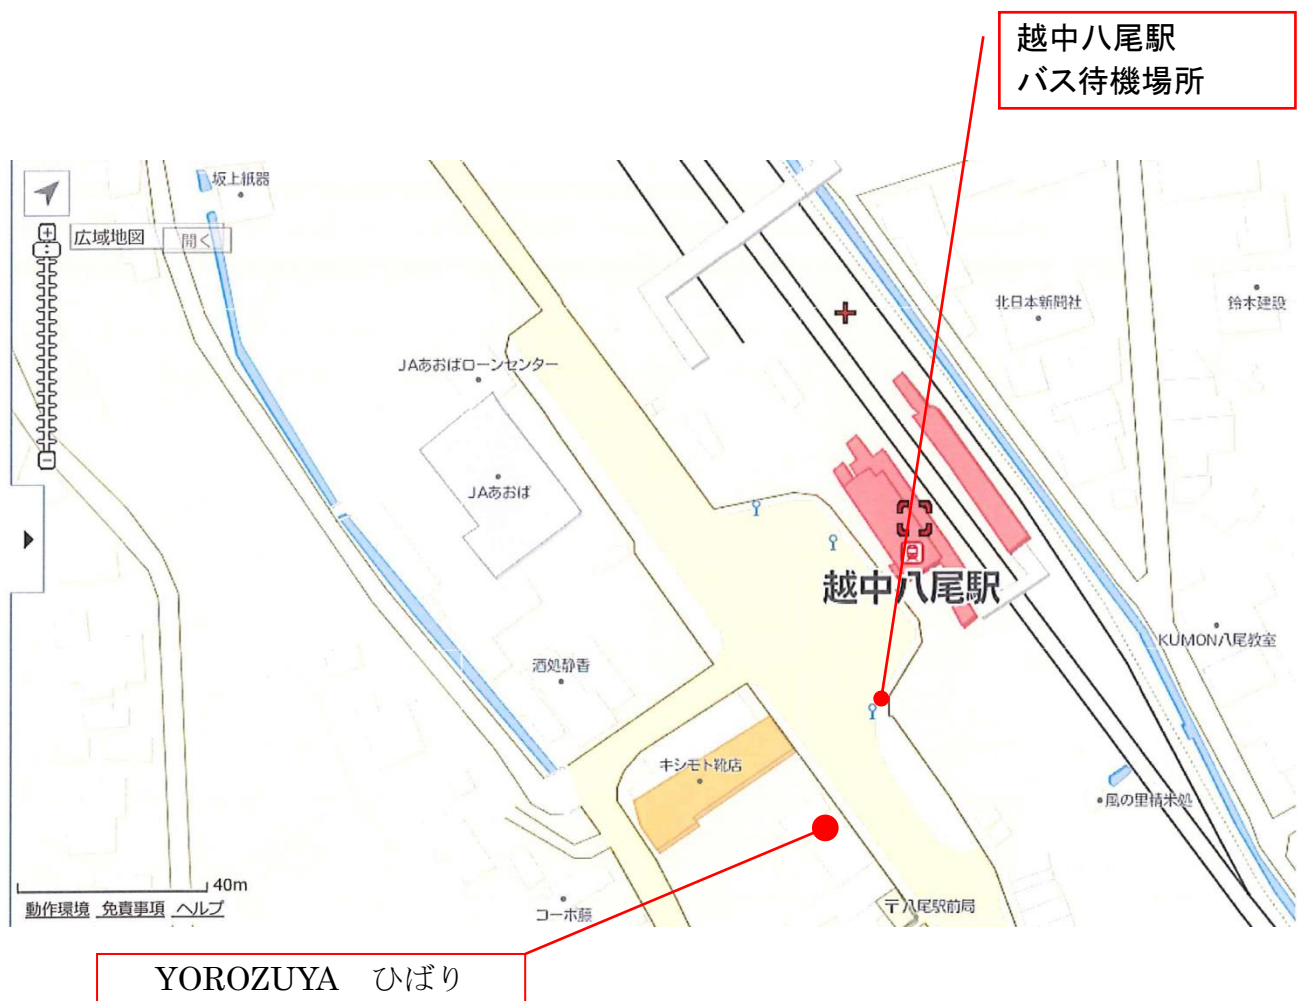 越中八尾駅
バス待機場所
坂上紙器
広域地図
開く
北日本新聞社
鈴木建設
JAあおばローンセンター
JAあおば
越中八尾駅
KUMON八尾教室
酒処静香
キシモト靴店
風の里精米処
40m
動作環境 免責事項 ヘルプ
コーポ藤
〒八尾駅前局
YOROZUYA　ひばり